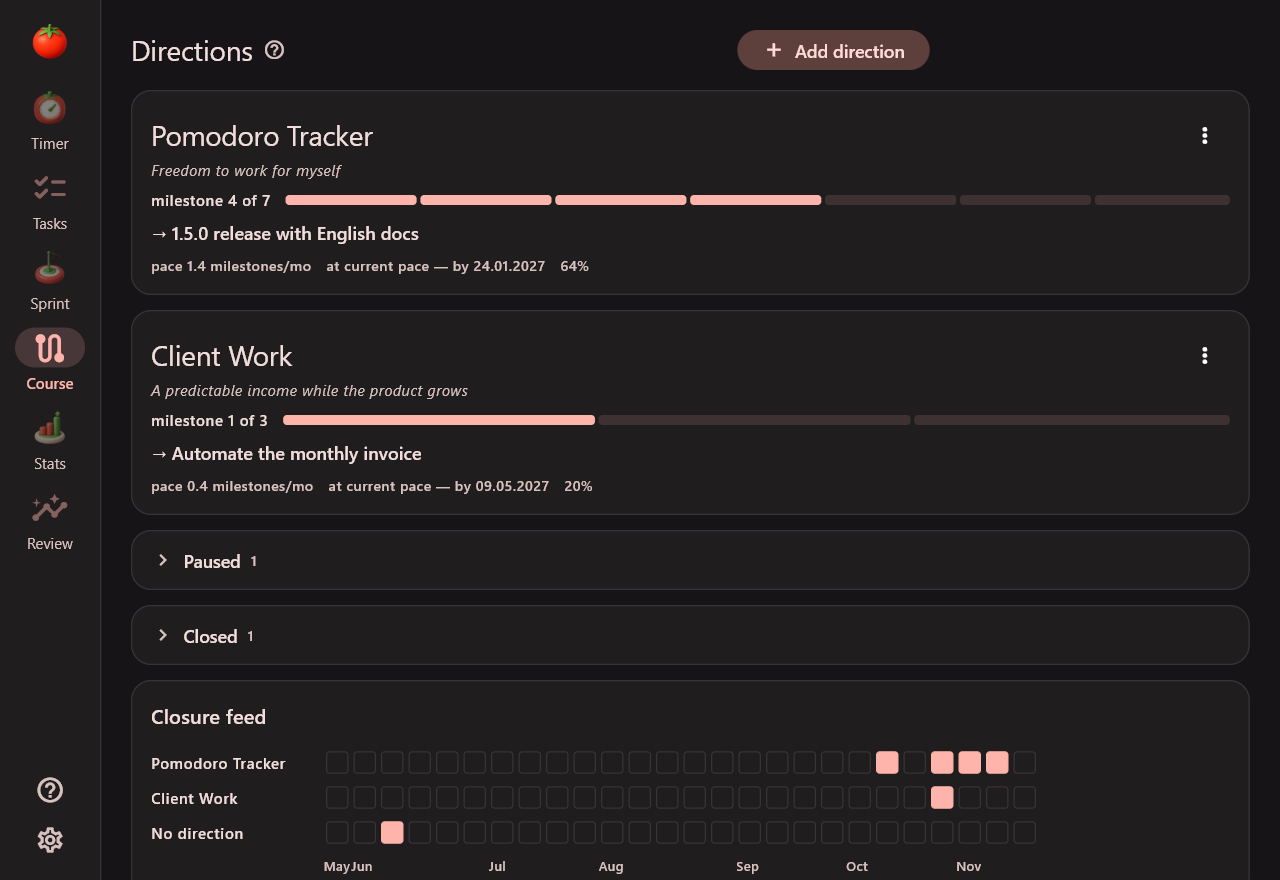 Directions
+ Add direction
Timer
Tasks
Sprint
Course
Stats
Review
Pomodoro Tracker
Freedom to work for myself
milestone 4 of 7
→ 1.5.0 release with English docs
pace 1.4 milestones/mo at current pace — by 24.01.2027 64%
Client Work
A predictable income while the product grows
milestone 1 of 3
→ Automate the monthly invoice
pace 0.4 milestones/mo at current pace — by 09.05.2027 20%
Paused 1
Closed 1
Closure feed
Pomodoro Tracker
Client Work
No direction
May Jun Jul Aug Sep Oct Nov